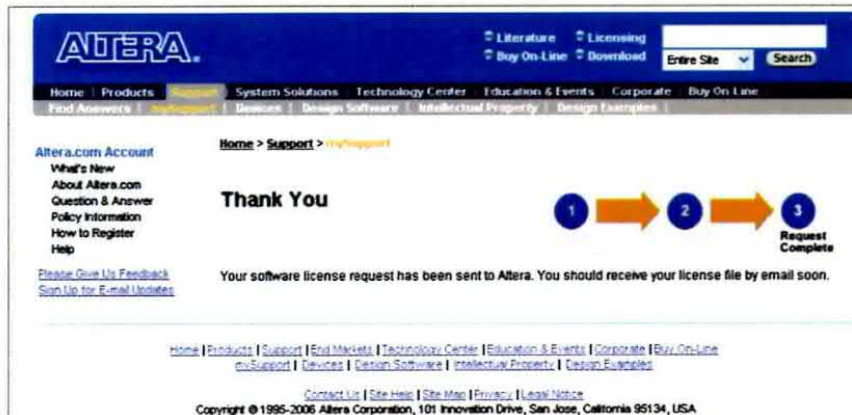 ALTERA.
Literature Licensing
Buy On-Line Download
Entire Site Search
Home Products Support System Solutions Technology Center Education & Events Corporate Buy On-Line
Find Answers | mySupport | Devices | Design Software | Intellectual Property | Design Examples |
Home > Support > mySupport
Altera.com Account
What's New
About Altera.com
Question & Answer
Policy Information
How to Register
Help
Please Give Us Feedback
Sign Up for E-mail Updates
Thank You
1 2 3
Request
Complete
Your software license request has been sent to Altera. You should receive your license file by email soon.
Home | Products | Support | End Markets | Technology Center | Education & Events | Corporate | Buy On-Line
mySupport | Devices | Design Software | Intellectual Property | Design Examples
Contact Us | Site Help | Site Map | Privacy | Legal Notice
Copyright © 1995-2006 Altera Corporation, 101 Innovation Drive, San Jose, California 95134, USA